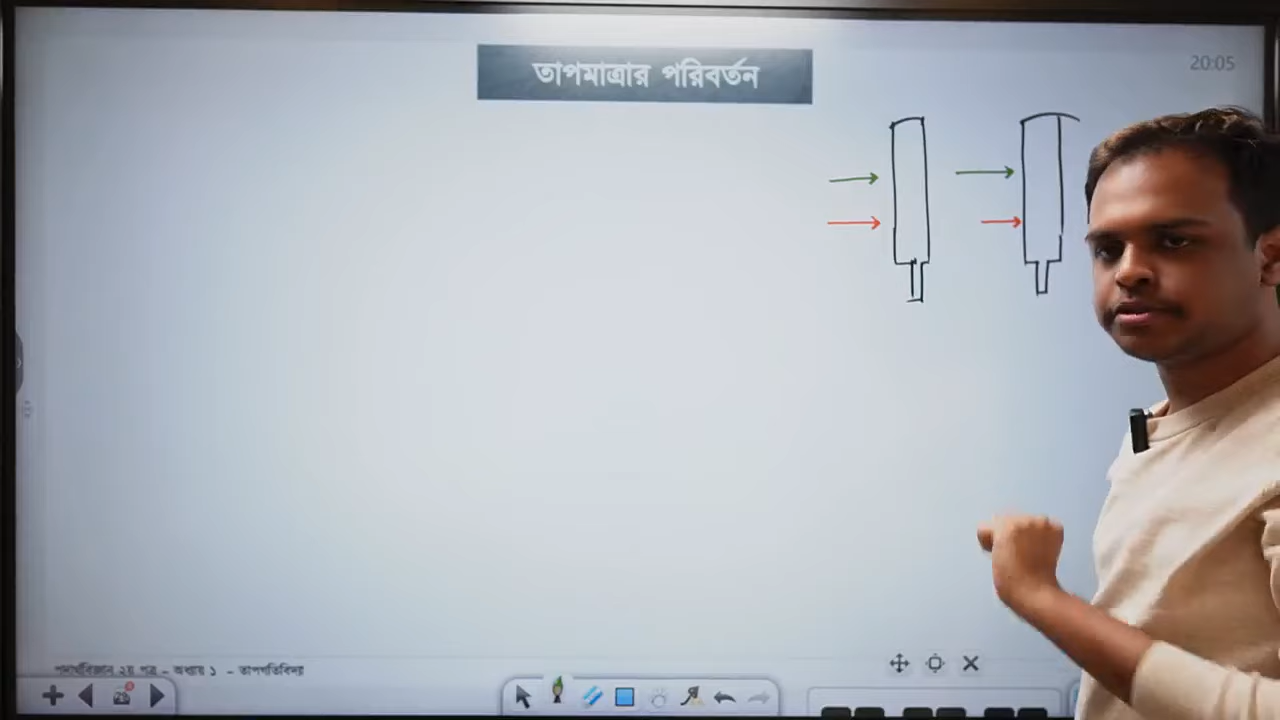 তাপমাত্রার পরিবর্তন
20:05
পদার্থবিজ্ঞান ২য় পত্র - অধ্যায় ১ - তাপগতিবিদ্যা